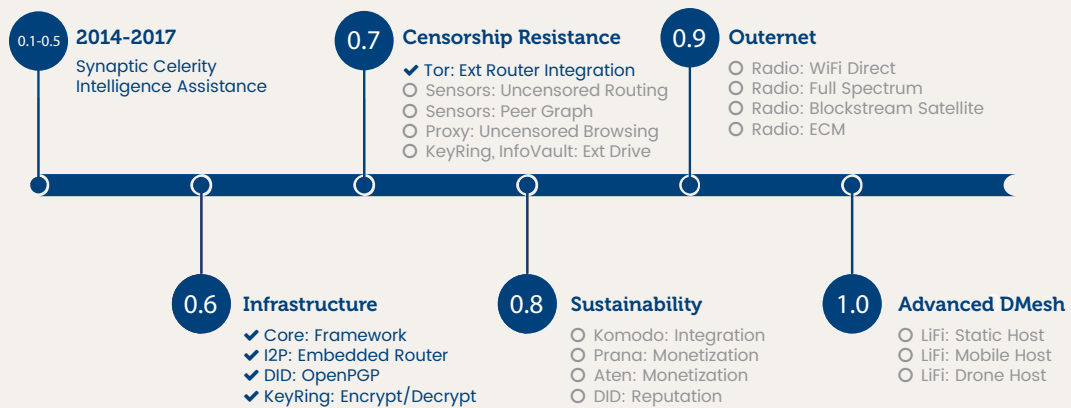 0.1-0.5
2014-2017
Synaptic Celerity
Intelligence Assistance
0.7
Censorship Resistance
Tor: Ext Router Integration
Sensors: Uncensored Routing
Sensors: Peer Graph
Proxy: Uncensored Browsing
KeyRing, InfoVault: Ext Drive
0.9
Outernet
Radio: WiFi Direct
Radio: Full Spectrum
Radio: Blockstream Satellite
Radio: ECM
0.6
Infrastructure
Core: Framework
I2P: Embedded Router
DID: OpenPGP
KeyRing: Encrypt/Decrypt
0.8
Sustainability
Komodo: Integration
Prana: Monetization
Aten: Monetization
DID: Reputation
1.0
Advanced DMesh
LiFi: Static Host
LiFi: Mobile Host
LiFi: Drone Host